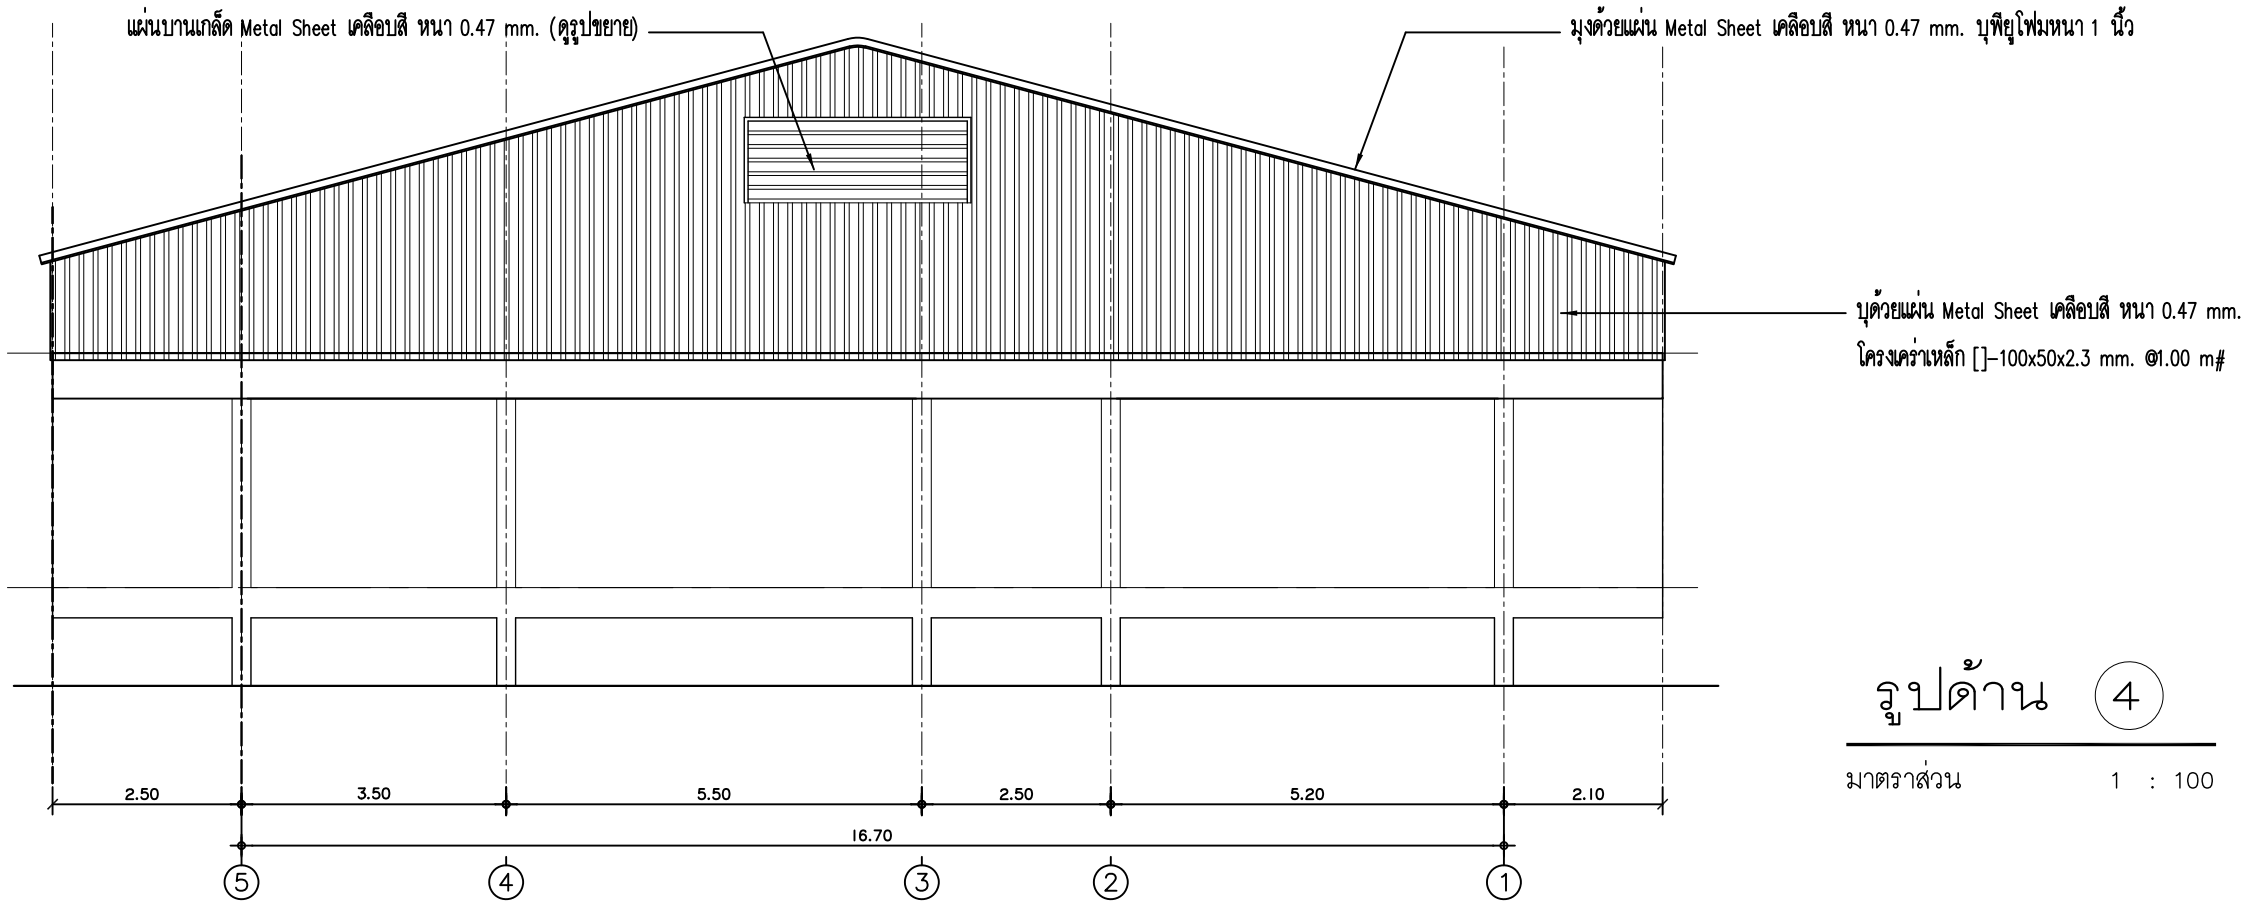 แผ่นบานเกล็ด Metal Sheet เคลือบสี หนา 0.47 mm. (ดูรูปขยาย)
มุงด้วยแผ่น Metal Sheet เคลือบสี หนา 0.47 mm. บุพียูโฟมหนา 1 นิ้ว
บุด้วยแผ่น Metal Sheet เคลือบสี หนา 0.47 mm.
โครงเคร่าเหล็ก []-100x50x2.3 mm. @1.00 m#
รูปด้าน 4
มาตราส่วน 1 : 100
2.50 3.50 5.50 2.50 5.20 2.10
16.70
5 4 3 2 1